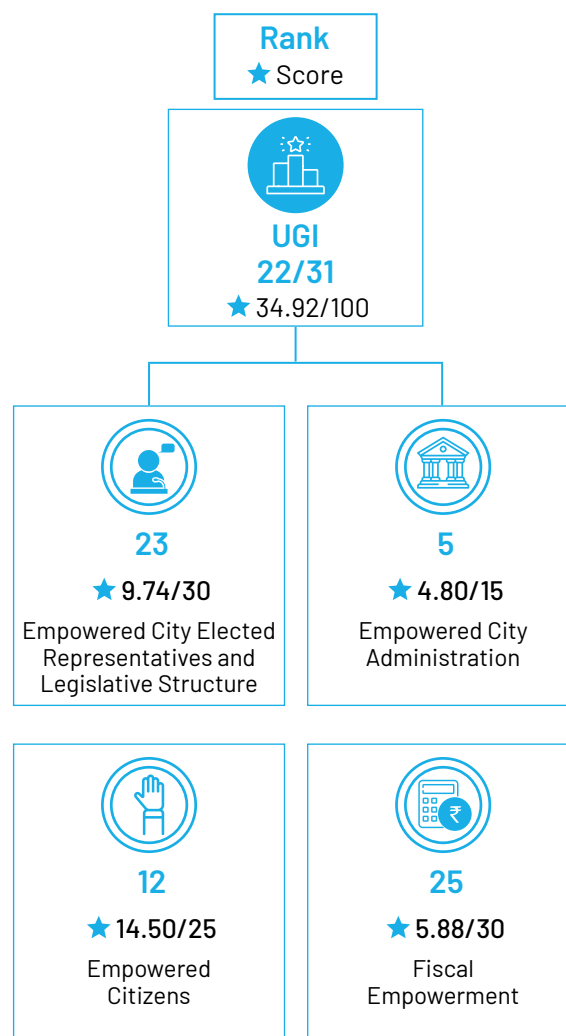 Rank
★ Score
UGI
22/31
★ 34.92/100
23
★ 9.74/30
Empowered City Elected
Representatives and
Legislative Structure
5
★ 4.80/15
Empowered City
Administration
12
★ 14.50/25
Empowered
Citizens
₹
25
★ 5.88/30
Fiscal
Empowerment